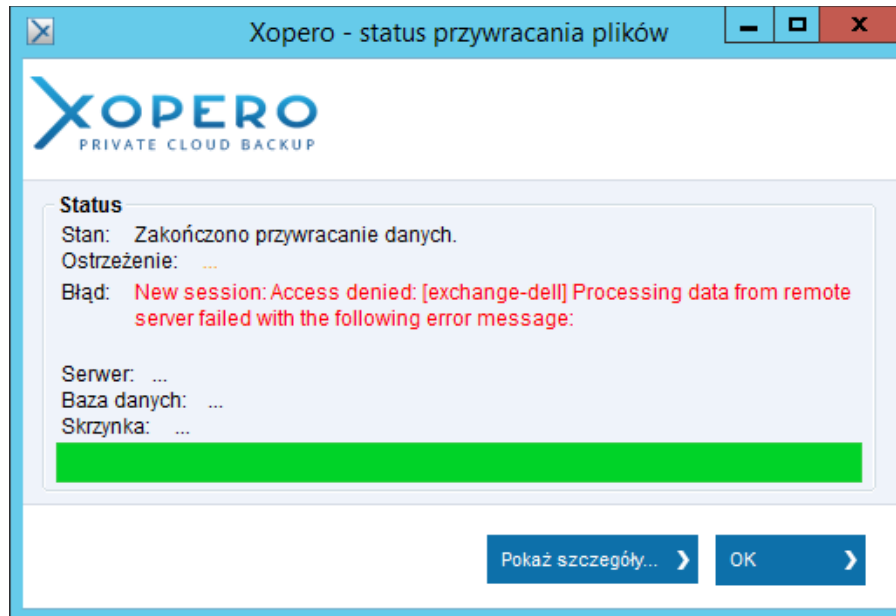 Xopero - status przywracania plików
XOPERO
PRIVATE CLOUD BACKUP
Status
Stan: Zakończono przywracanie danych.
Ostrzeżenie: ...
Błąd: New session: Access denied: [exchange-dell] Processing data from remote
server failed with the following error message:
Serwer: ...
Baza danych: ...
Skrzynka: ...
Pokaż szczegóły... ❯ OK ❯